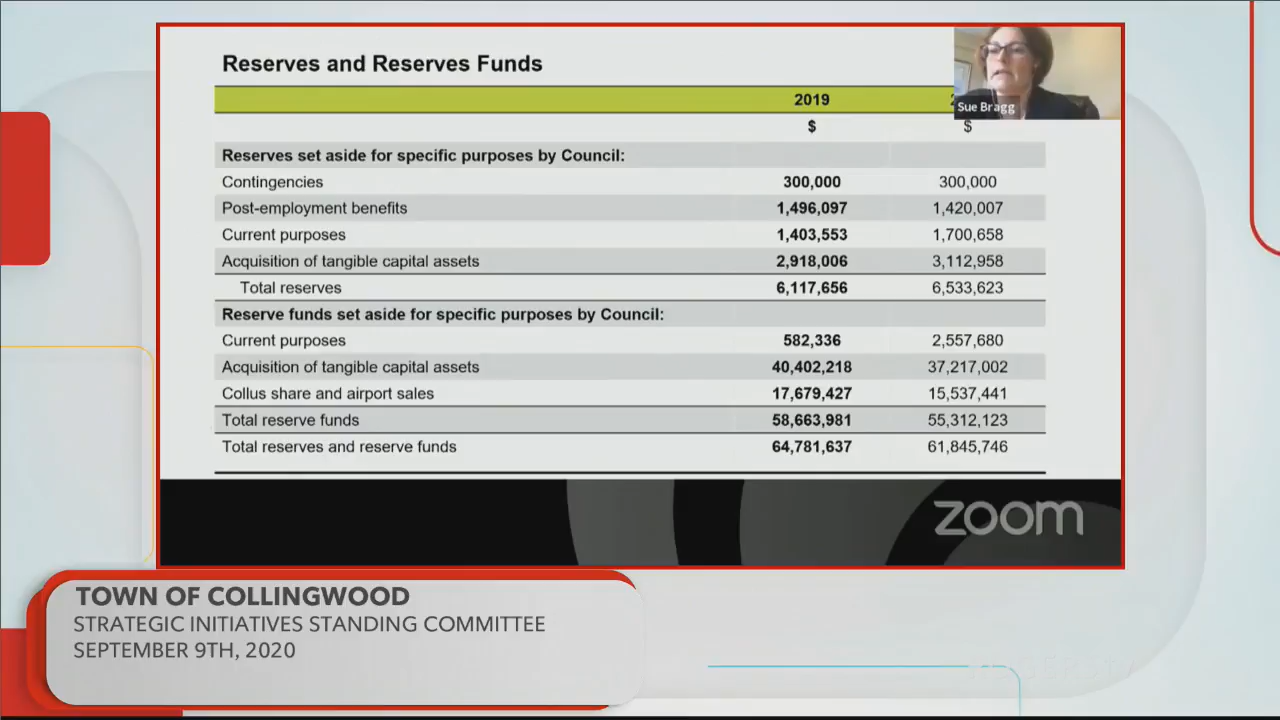 Reserves and Reserves Funds
Sue Bragg
2019
$ $
Reserves set aside for specific purposes by Council:
Contingencies 300,000 300,000
Post-employment benefits 1,496,097 1,420,007
Current purposes 1,403,553 1,700,658
Acquisition of tangible capital assets 2,918,006 3,112,958
Total reserves 6,117,656 6,533,623
Reserve funds set aside for specific purposes by Council:
Current purposes 582,336 2,557,680
Acquisition of tangible capital assets 40,402,218 37,217,002
Collus share and airport sales 17,679,427 15,537,441
Total reserve funds 58,663,981 55,312,123
Total reserves and reserve funds 64,781,637 61,845,746
zoom
TOWN OF COLLINGWOOD
STRATEGIC INITIATIVES STANDING COMMITTEE
SEPTEMBER 9TH, 2020